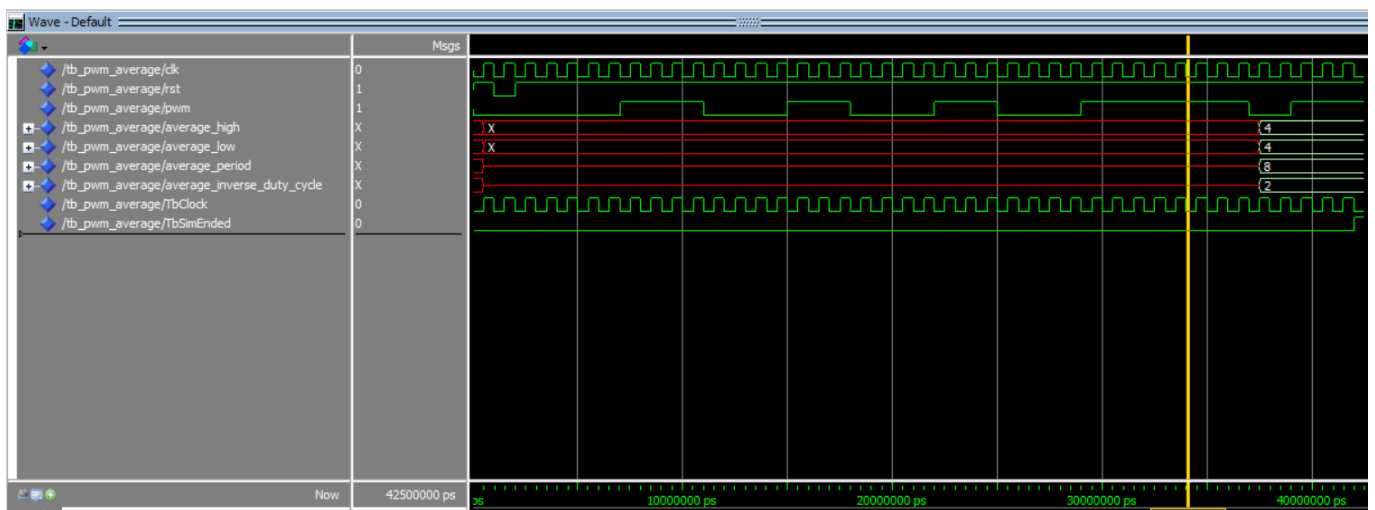 Wave - Default
Msgs
/tb_pwm_average/clk 0
/tb_pwm_average/rst 1
/tb_pwm_average/pwm 1
/tb_pwm_average/average_high X X 4
/tb_pwm_average/average_low X X 4
/tb_pwm_average/average_period X 8
/tb_pwm_average/average_inverse_duty_cycle X 2
/tb_pwm_average/TbClock 0
/tb_pwm_average/TbSimEnded 0
Now 42500000 ps ps 10000000 ps 20000000 ps 30000000 ps 40000000 ps